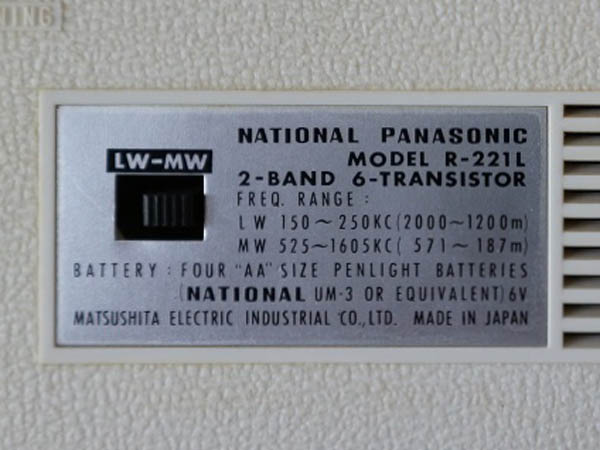 NING
LW-MW
NATIONAL PANASONIC
MODEL R-221L
2-BAND 6-TRANSISTOR
FREQ. RANGE :
LW 150~250KC(2000~1200m)
MW 525~1605KC( 571~187m)
BATTERY : FOUR "AA" SIZE PENLIGHT BATTERIES
(NATIONAL UM-3 OR EQUIVALENT) 6V
MATSUSHITA ELECTRIC INDUSTRIAL CO., LTD. MADE IN JAPAN